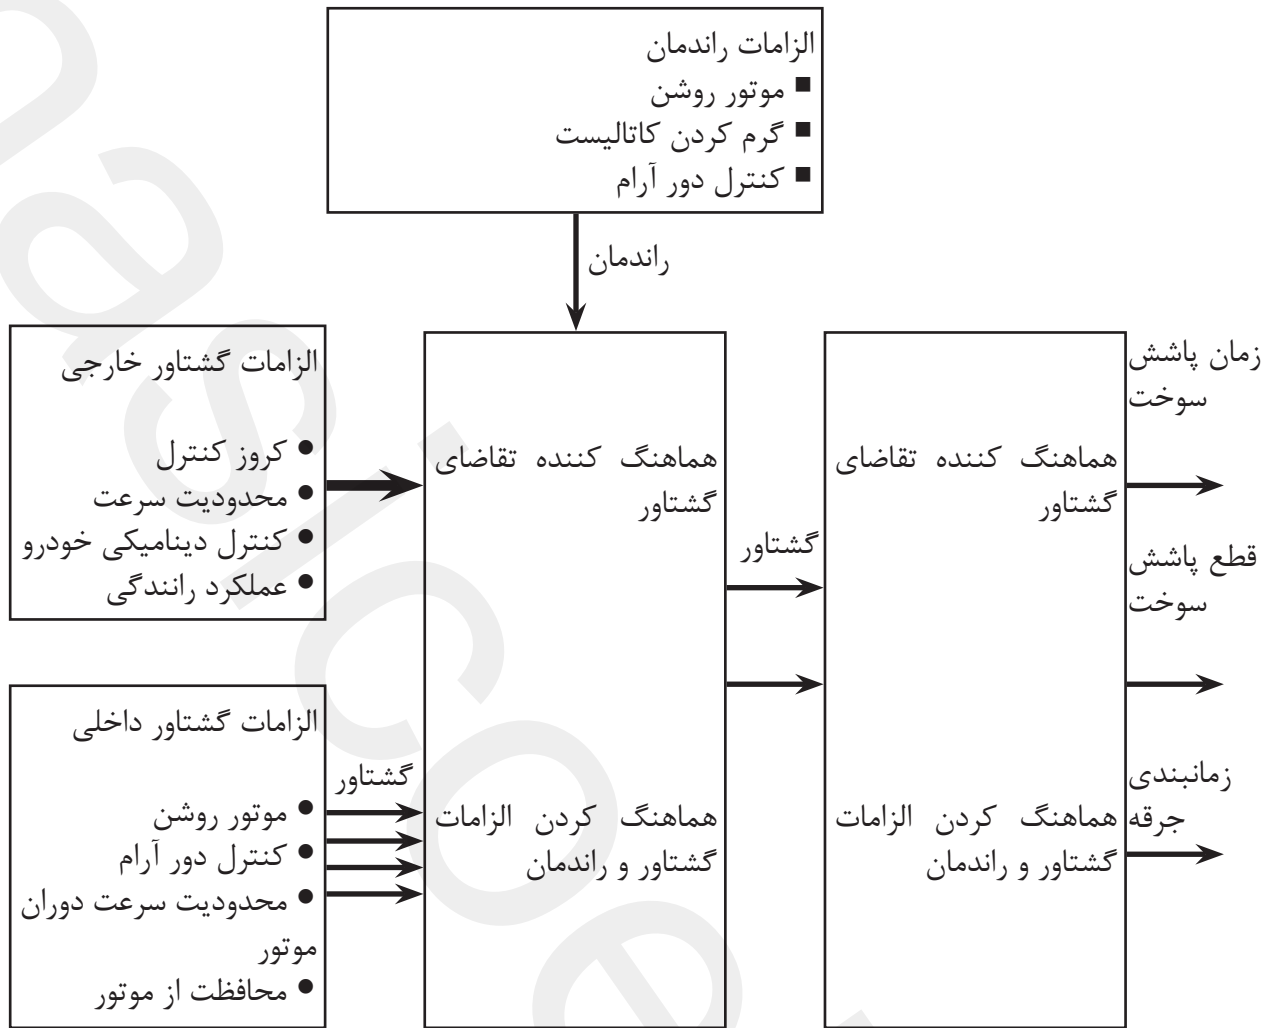 الزامات راندمان
■ موتور روشن
■ گرم کردن کاتالیست
■ کنترل دور آرام
راندمان
الزامات گشتاور خارجی
● کروز کنترل
● محدودیت سرعت
● کنترل دینامیکی خودرو
● عملکرد رانندگی
الزامات گشتاور داخلی
● موتور روشن
● کنترل دور آرام
● محدودیت سرعت دوران
موتور
● محافظت از موتور
گشتاور
هماهنگ کننده تقاضای
گشتاور
هماهنگ کردن الزامات
گشتاور و راندمان
گشتاور
هماهنگ کننده تقاضای
گشتاور
هماهنگ کردن الزامات
گشتاور و راندمان
زمان پاشش
سوخت
قطع پاشش
سوخت
زمانبندی
جرقه